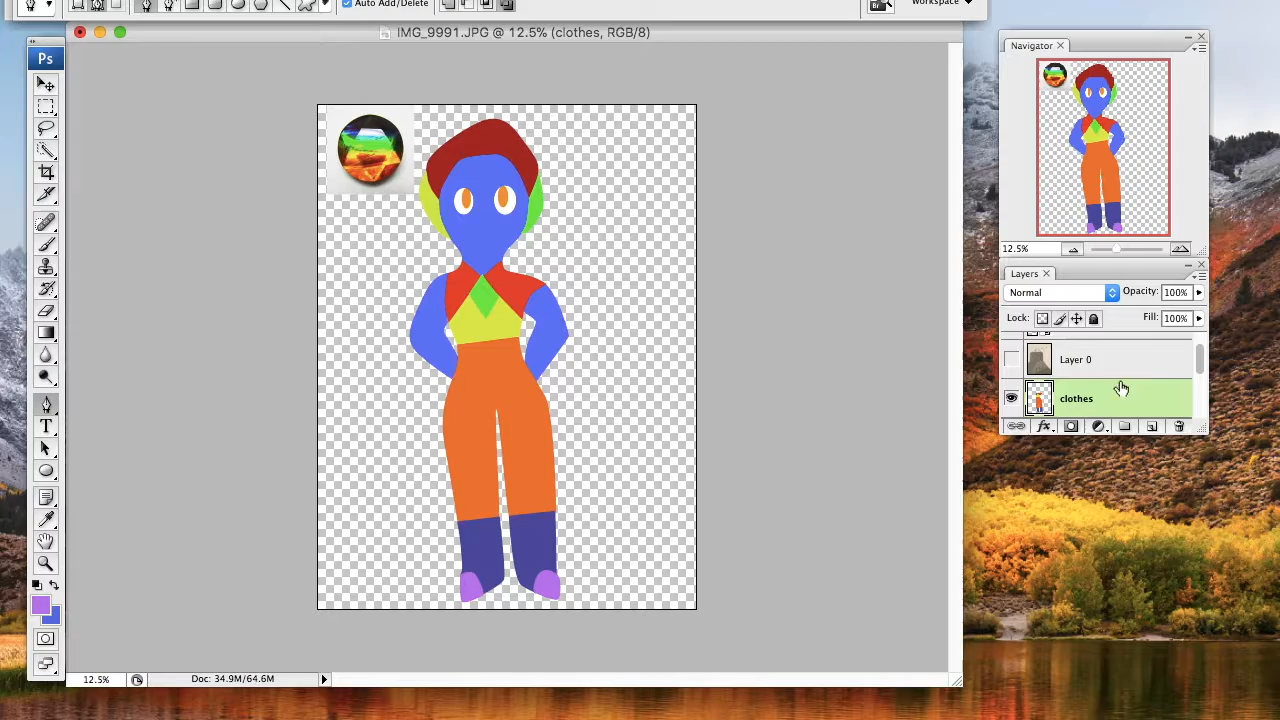 Auto Add/Delete
Workspace
IMG_9991.JPG @ 12.5% (clothes, RGB/8)
Ps
Navigator
12.5%
Layers
Normal
Opacity: 100%
Lock:
Fill: 100%
Layer 0
clothes
fx
T
12.5%
Doc: 34.9M/64.6M